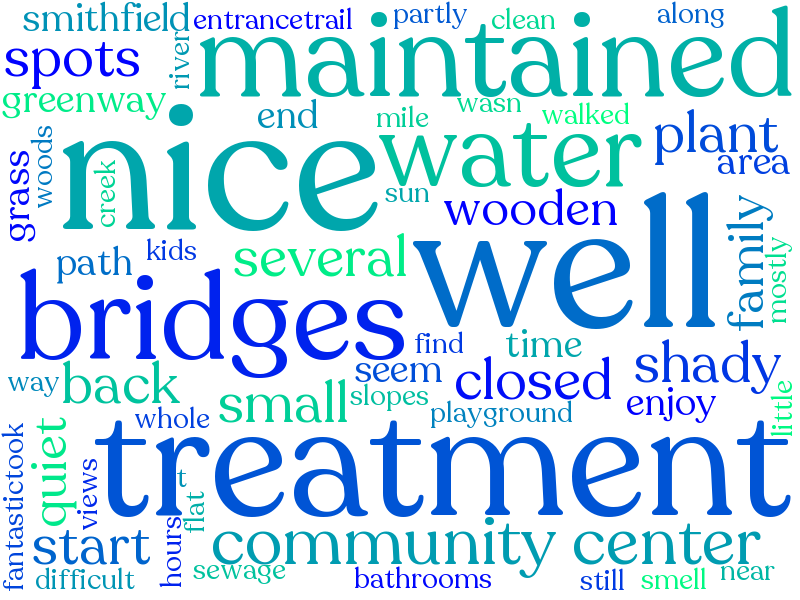 smithfield
entrancetrail
partly
clean
along
spots
river
maintained
greenway
end
mile
wasn
walked
plant
area
woods
grass
creek
nice
water
sun
wooden
family
mostly
path
kids
several
well
bridges
find
time
shady
way
back
seem
closed
enjoy
small
slopes
playground
whole
little
fantastictook
quiet
views
treatment
t
flat
hours
start
community center
difficult
sewage
bathrooms
still
smell
near